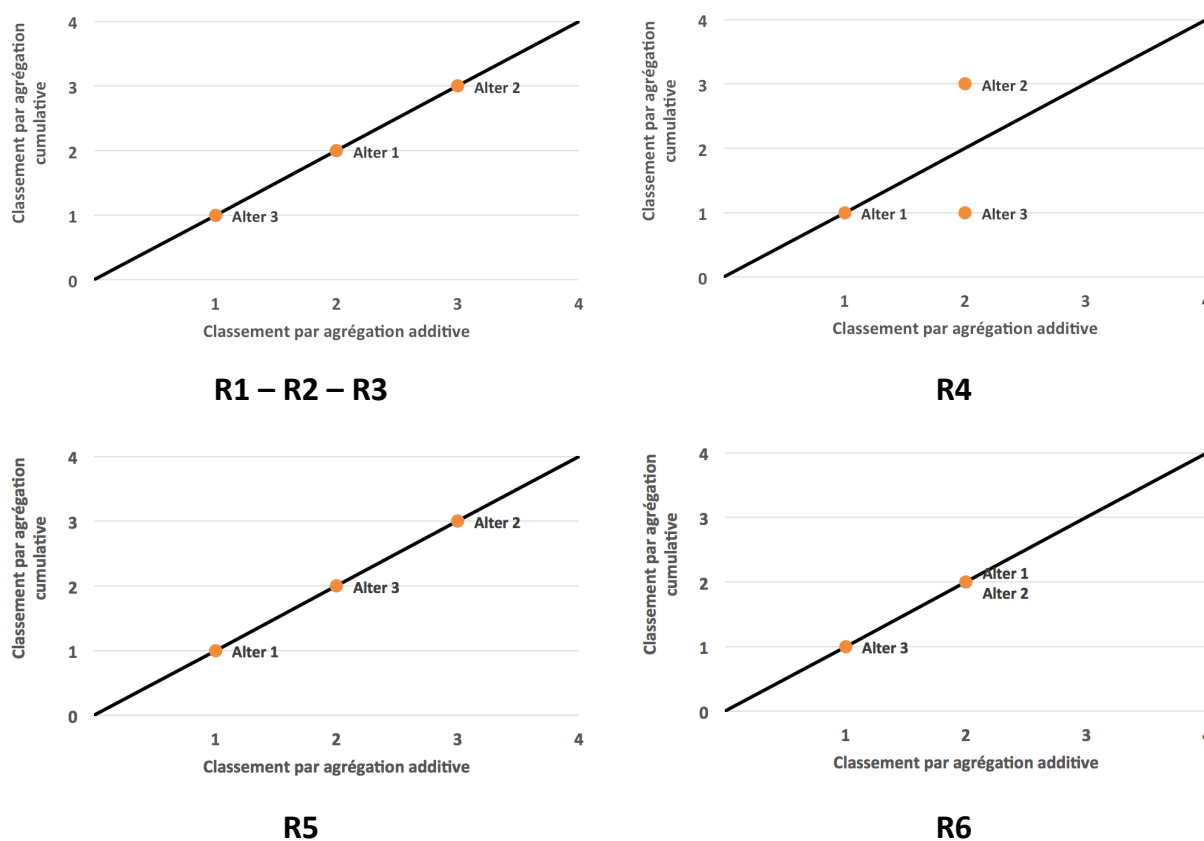 Classement par agrégation
cumulative
4
3
2
1
0
Alter 2
Alter 1
Alter 3
1
2
3
4
Classement par agrégation additive
R1 – R2 – R3
Classement par agrégation
cumulative
4
3
2
1
0
Alter 2
Alter 1
Alter 3
1
2
3
4
Classement par agrégation additive
R4
Classement par agrégation
cumulative
4
3
2
1
0
Alter 2
Alter 3
Alter 1
1
2
3
4
Classement par agrégation additive
R5
Classement par agrégation
cumulative
4
3
2
1
0
Alter 1
Alter 2
Alter 3
1
2
3
4
Classement par agrégation additive
R6